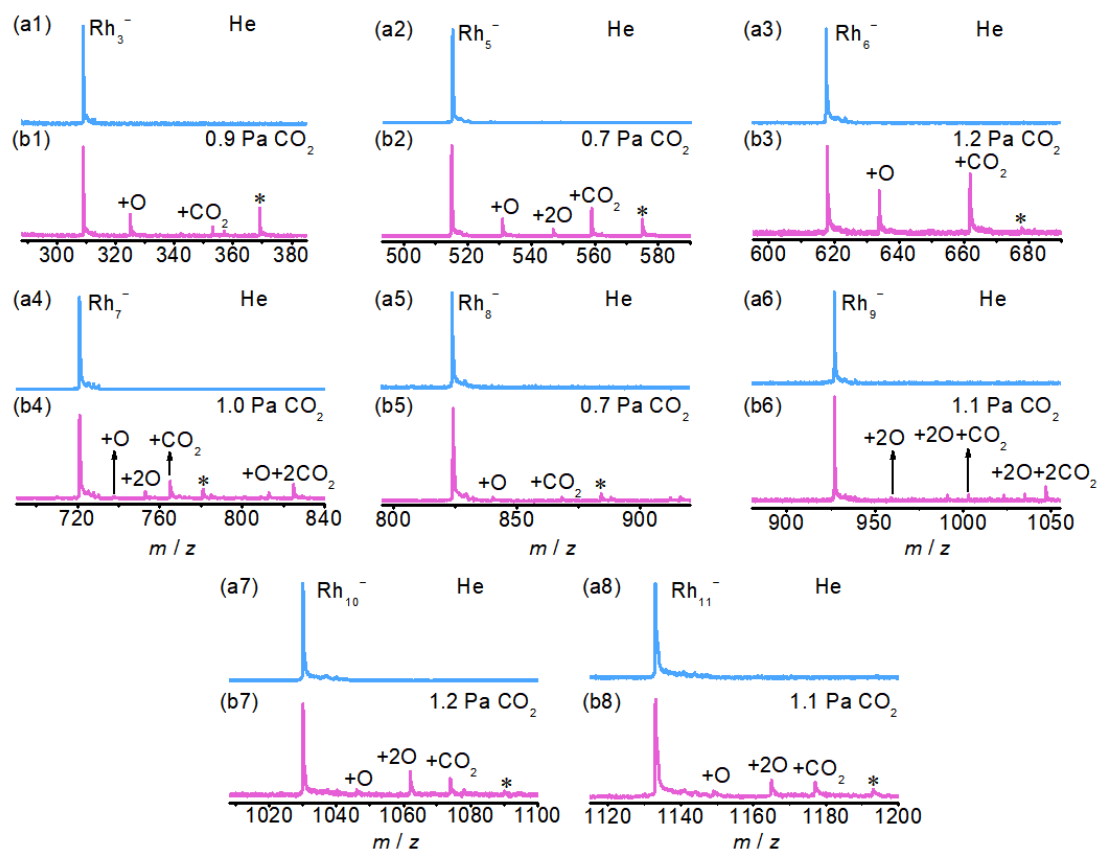 (a1) Rh₃⁻ He
(b1) 0.9 Pa CO₂
+O +CO₂ *
300 320 340 360 380
(a2) Rh₅⁻ He
(b2) 0.7 Pa CO₂
+O +2O +CO₂ *
500 520 540 560 580
(a3) Rh₆⁻ He
(b3) 1.2 Pa CO₂
+O +CO₂ *
600 620 640 660 680
(a4) Rh₇⁻ He
(b4) 1.0 Pa CO₂
+O +2O +CO₂ * +O+2CO₂
720 760 800 840
m / z
(a5) Rh₈⁻ He
(b5) 0.7 Pa CO₂
+O +CO₂ *
800 850 900
m / z
(a6) Rh₉⁻ He
(b6) 1.1 Pa CO₂
+2O +2O+CO₂ +2O+2CO₂
900 950 1000 1050
m / z
(a7) Rh₁₀⁻ He
(b7) 1.2 Pa CO₂
+O +2O +CO₂ *
1020 1040 1060 1080 1100
m / z
(a8) Rh₁₁⁻ He
(b8) 1.1 Pa CO₂
+O +2O +CO₂ *
1120 1140 1160 1180 1200
m / z